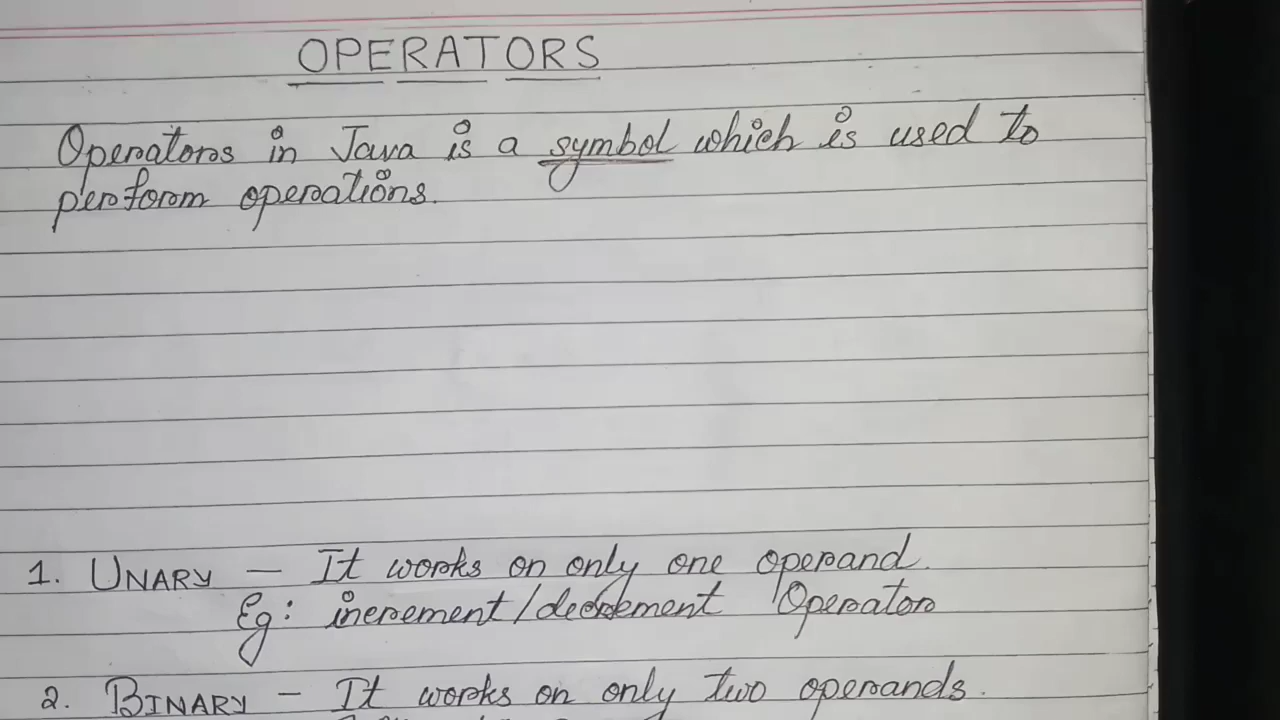 OPERATORS
Operators in Java is a symbol which is used to
perform operations.
1. UNARY - It works on only one operand.
Eg: increment/decrement Operator
2. BINARY - It works on only two operands.